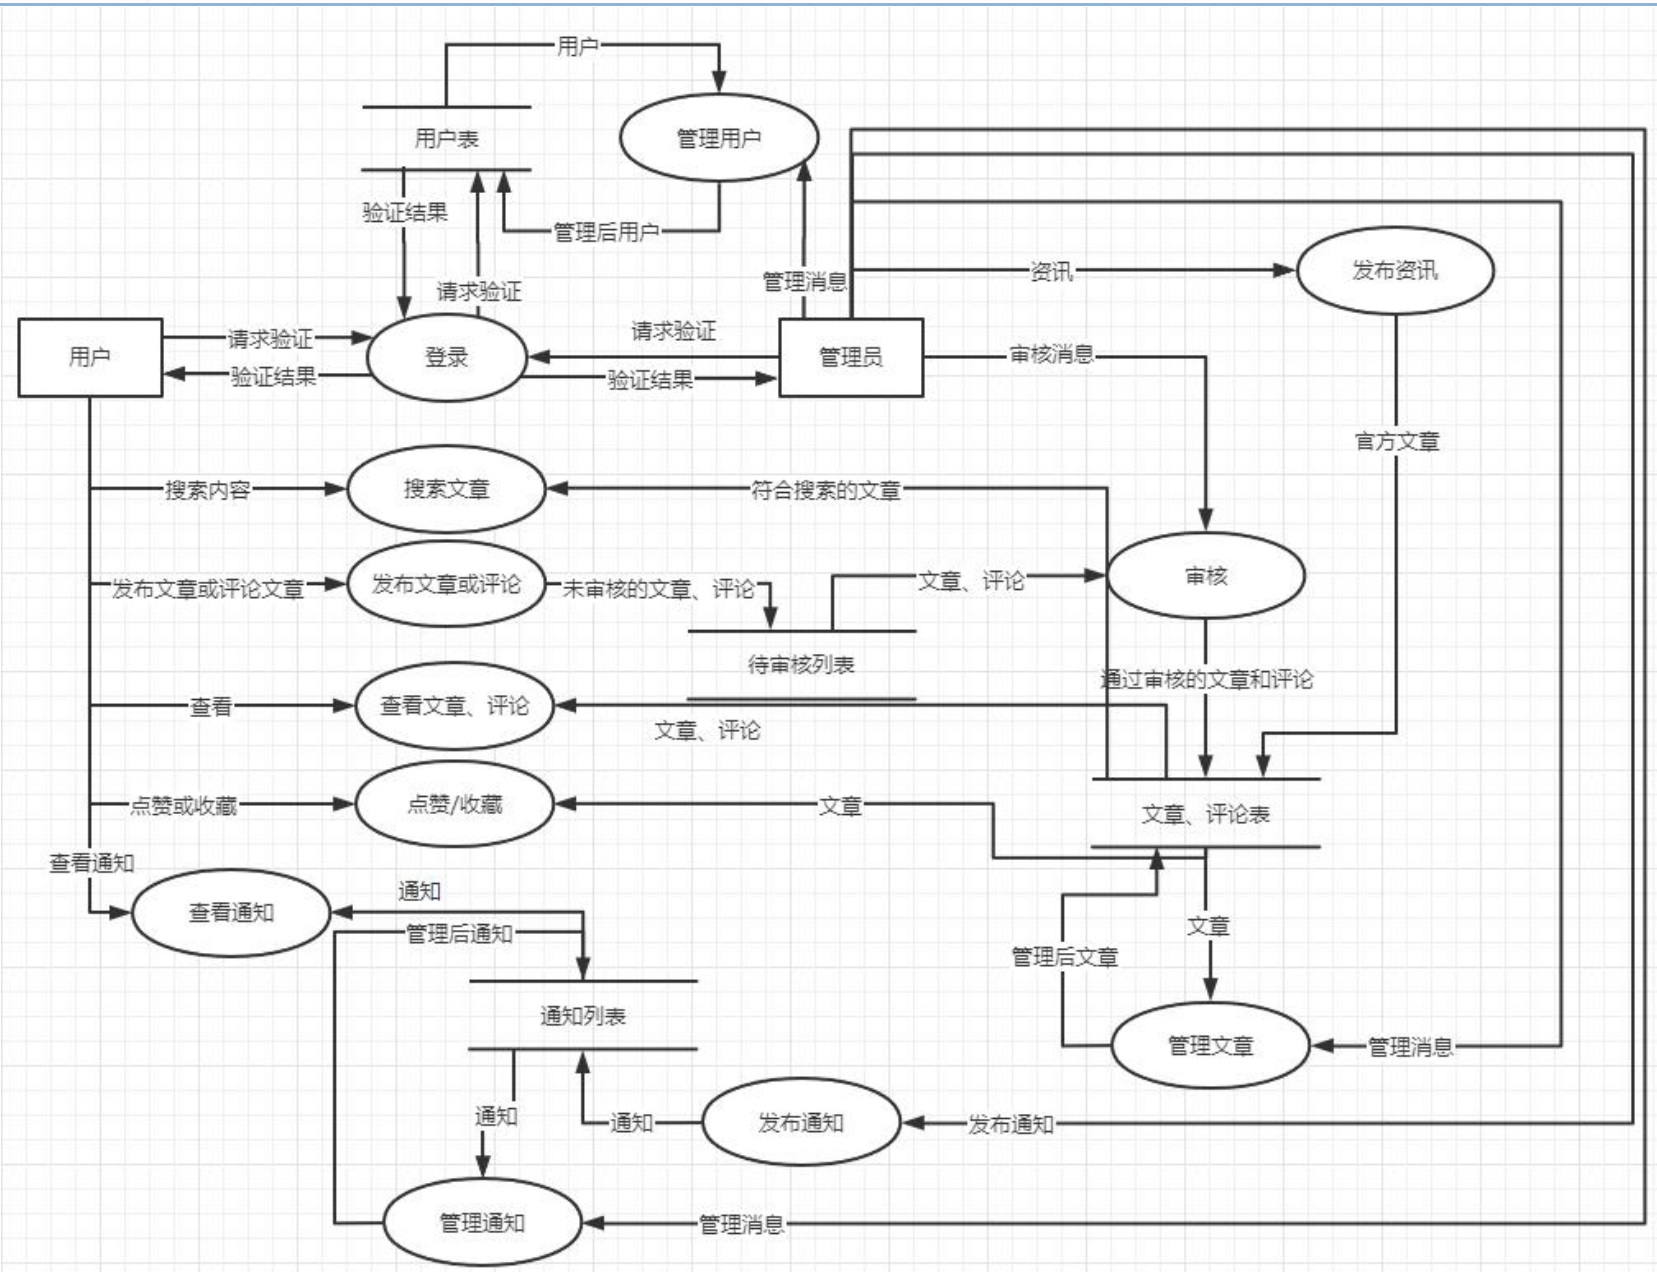 用户
用户表
管理用户
验证结果
管理后用户
管理消息
资讯
发布资讯
请求验证
用户
请求验证
验证结果
登录
请求验证
验证结果
管理员
审核消息
官方文章
搜索内容
搜索文章
符合搜索的文章
发布文章或评论文章
发布文章或评论
未审核的文章、评论
文章、评论
审核
待审核列表
通过审核的文章和评论
查看
查看文章、评论
文章、评论
点赞或收藏
点赞/收藏
文章
文章、评论表
查看通知
查看通知
通知
管理后通知
文章
管理后文章
通知列表
管理文章
管理消息
通知
通知
发布通知
发布通知
管理通知
管理消息